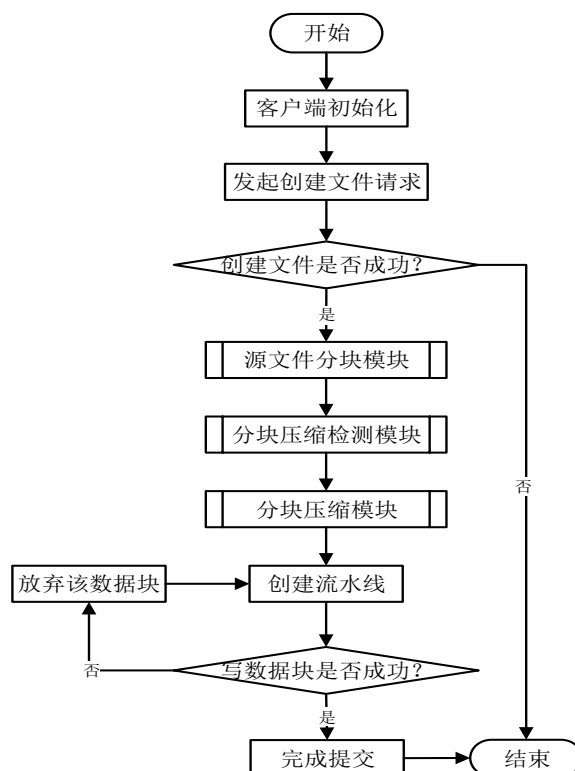 开始
客户端初始化
发起创建文件请求
创建文件是否成功？
是
源文件分块模块
分块压缩检测模块
否
分块压缩模块
放弃该数据块
创建流水线
否
写数据块是否成功？
是
完成提交
结束